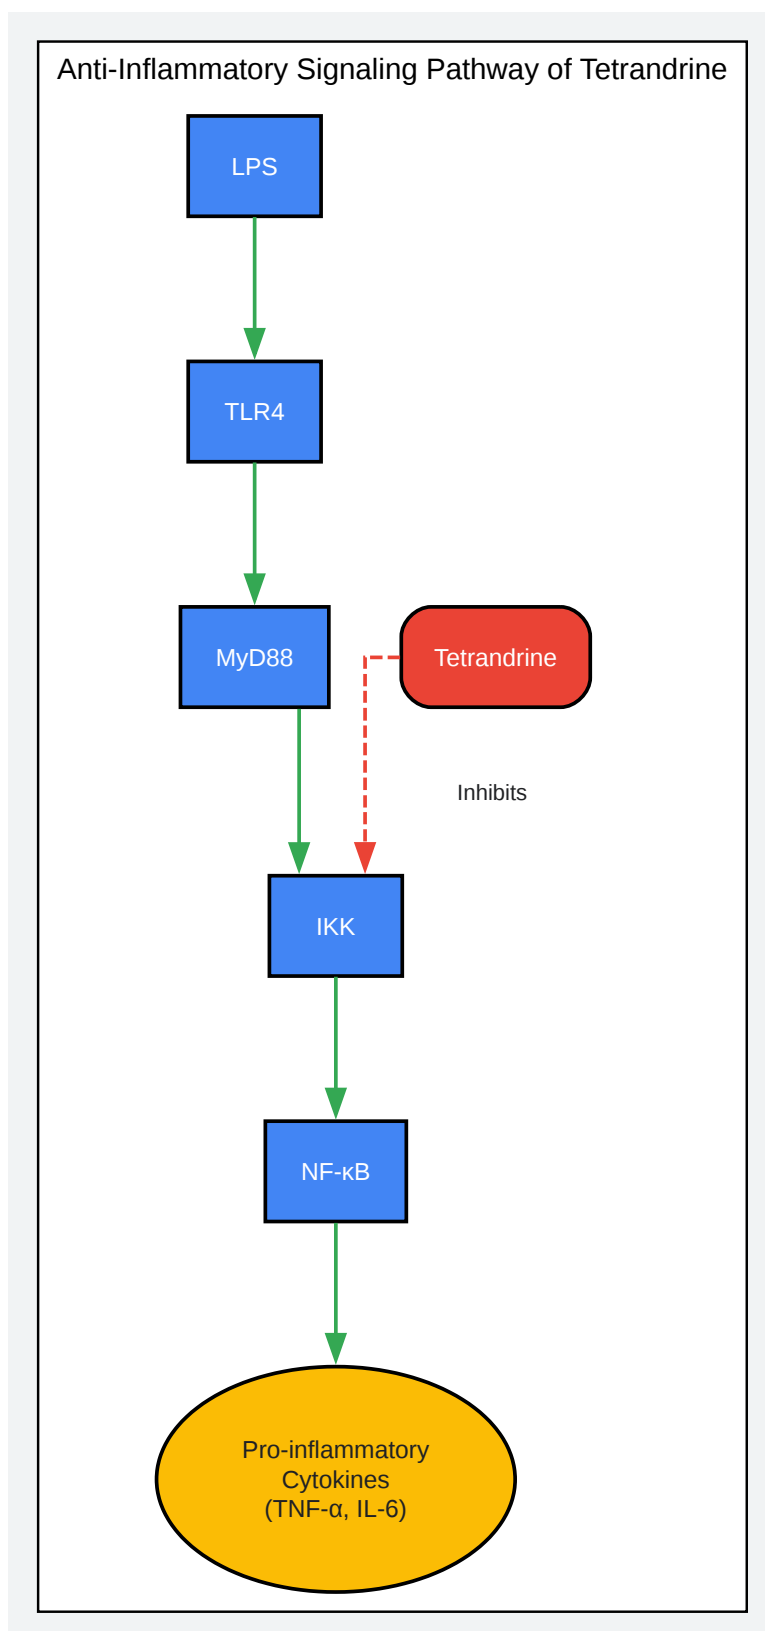 Anti-Inflammatory Signaling Pathway of Tetrandrine
LPS
TLR4
MyD88
Tetrandrine
Inhibits
IKK
NF-κB
Pro-inflammatory
Cytokines
(TNF-α, IL-6)